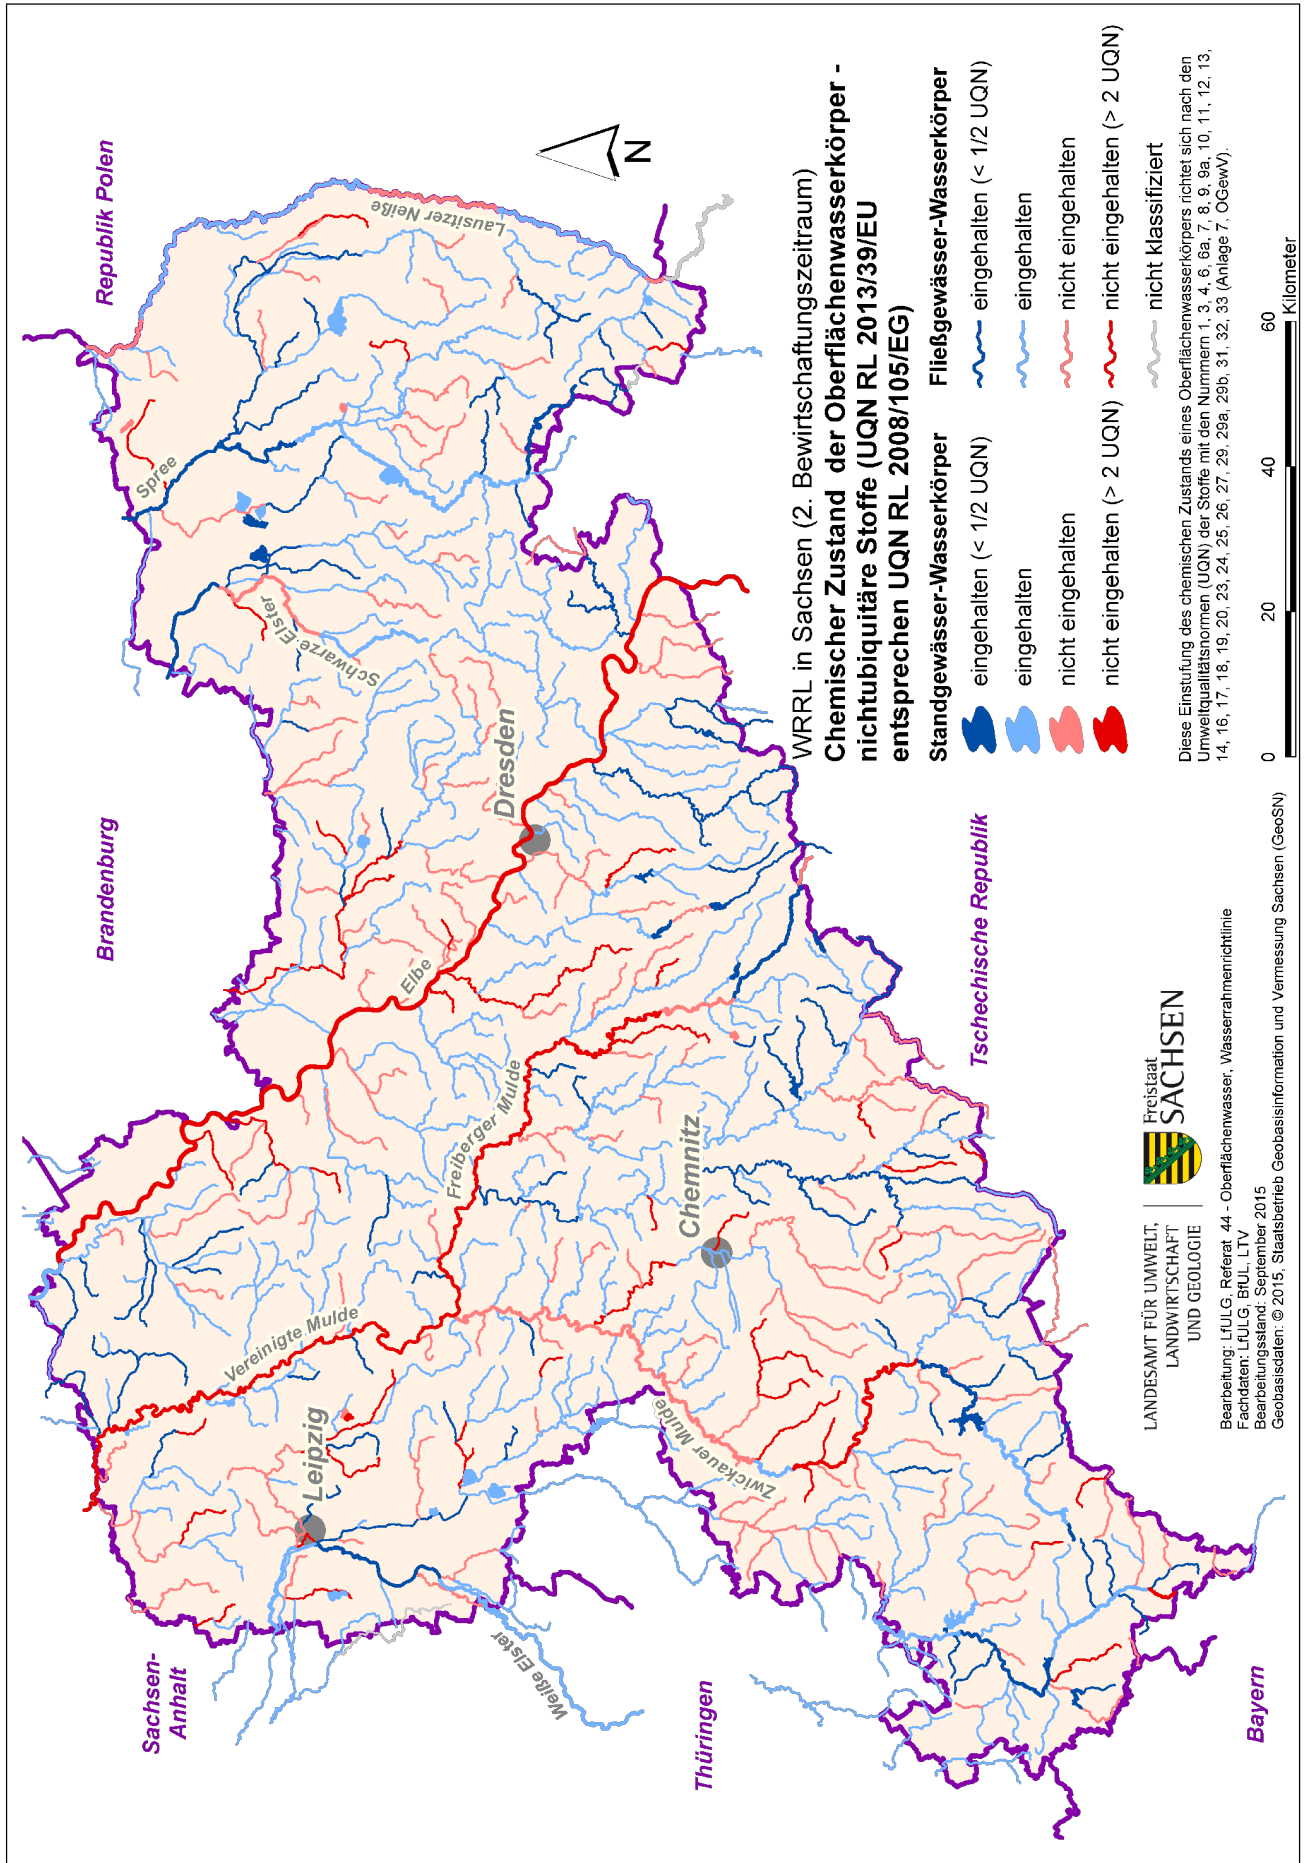 Republik Polen
Brandenburg
Sachsen-
Anhalt
Thüringen
Bayern
Tschechische Republik
Spree
Lausitzer Neiße
Schwarze Elster
Dresden
Elbe
Freiberger Mulde
Chemnitz
Vereinigte Mulde
Leipzig
Zwickauer Mulde
Weiße Elster
N
WRRL in Sachsen (2. Bewirtschaftungszeitraum)
Chemischer Zustand der Oberflächenwasserkörper -
nichtubiquitäre Stoffe (UQN RL 2013/39/EU
entsprechen UQN RL 2008/105/EG)
Standgewässer-Wasserkörper
eingehalten (< 1/2 UQN)
eingehalten
nicht eingehalten
nicht eingehalten (> 2 UQN)
Fließgewässer-Wasserkörper
eingehalten (< 1/2 UQN)
eingehalten
nicht eingehalten
nicht eingehalten (> 2 UQN)
nicht klassifiziert
Diese Einstufung des chemischen Zustands eines Oberflächenwasserkörpers richtet sich nach den
Umweltqualitätsnormen (UQN) der Stoffe mit den Nummern 1, 3, 4, 6, 6a, 7, 8, 9, 9a, 10, 11, 12, 13,
14, 16, 17, 18, 19, 20, 23, 24, 25, 26, 27, 29, 29a, 29b, 31, 32, 33 (Anlage 7, OGewV).
0 20 40 60
Kilometer
LANDESAMT FÜR UMWELT,
LANDWIRTSCHAFT
UND GEOLOGIE
Freistaat
SACHSEN
Bearbeitung: LfULG, Referat 44 - Oberflächenwasser, Wasserrahmenrichtlinie
Fachdaten: LfULG, BfUL, LTV
Bearbeitungsstand: September 2015
Geobasisdaten: © 2015, Staatsbetrieb Geobasisinformation und Vermessung Sachsen (GeoSN)